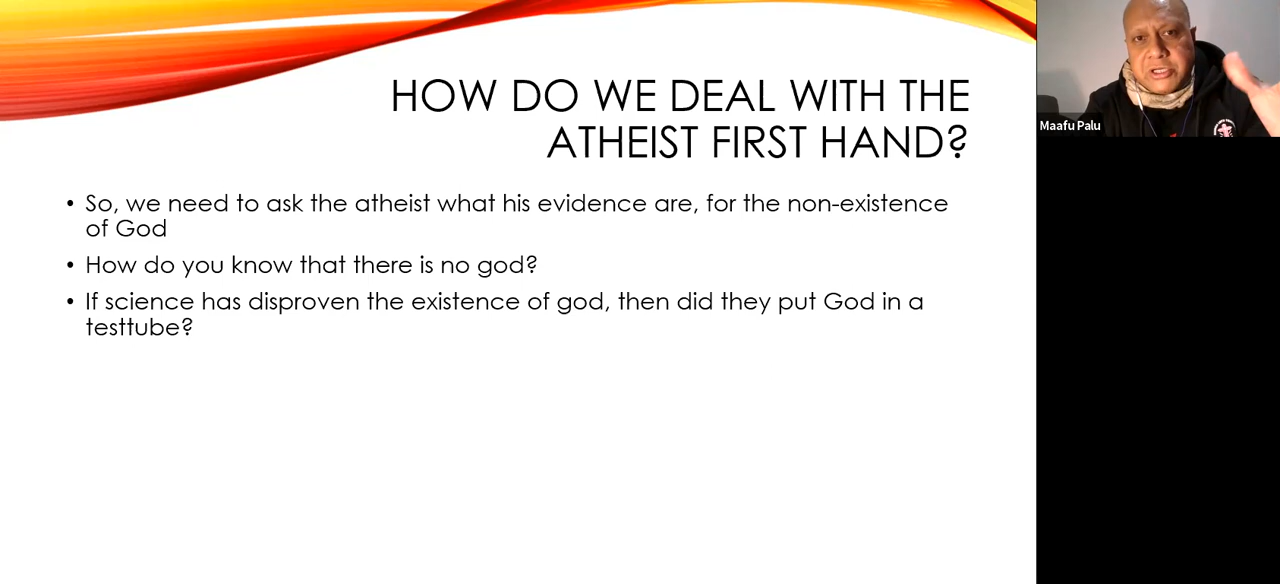 HOW DO WE DEAL WITH THE
ATHEIST FIRST HAND?
• So, we need to ask the atheist what his evidence are, for the non-existence
of God
• How do you know that there is no god?
• If science has disproven the existence of god, then did they put God in a
testtube?
Maafu Palu